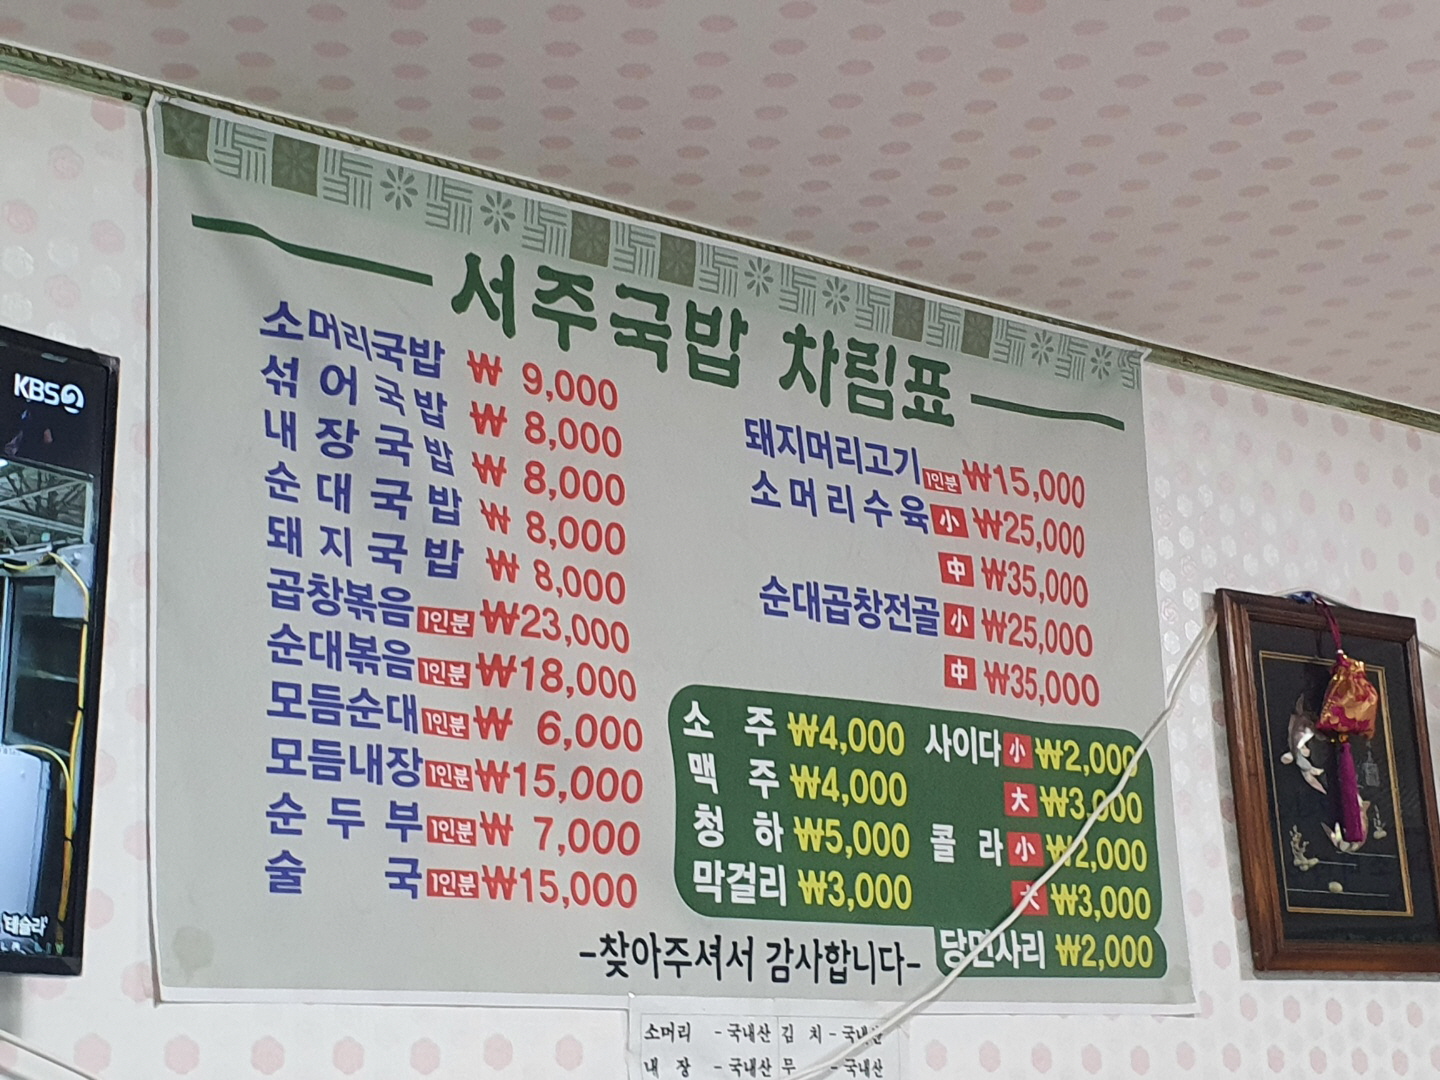 서주국밥 차림표
소머리국밥 ₩ 9,000
섞어국밥 ₩ 8,000
내장국밥 ₩ 8,000
순대국밥 ₩ 8,000
돼지국밥 ₩ 8,000
곱창볶음 1인분 ₩23,000
순대볶음 1인분 ₩18,000
모듬순대 1인분 ₩ 6,000
모듬내장 1인분 ₩15,000
순두부 1인분 ₩ 7,000
술국 1인분 ₩15,000
돼지머리고기 1인분 ₩15,000
소머리수육 小 ₩25,000
中 ₩35,000
순대곱창전골 小 ₩25,000
中 ₩35,000
소주 ₩4,000
맥주 ₩4,000
청하 ₩5,000
막걸리 ₩3,000
사이다 小 ₩2,000
大 ₩3,000
콜라 小 ₩2,000
大 ₩3,000
당면사리 ₩2,000
-찾아주셔서 감사합니다-
소머리 - 국내산 김치 - 국내산
내장 - 국내산 무 - 국내산
KBS2
'테슬라'